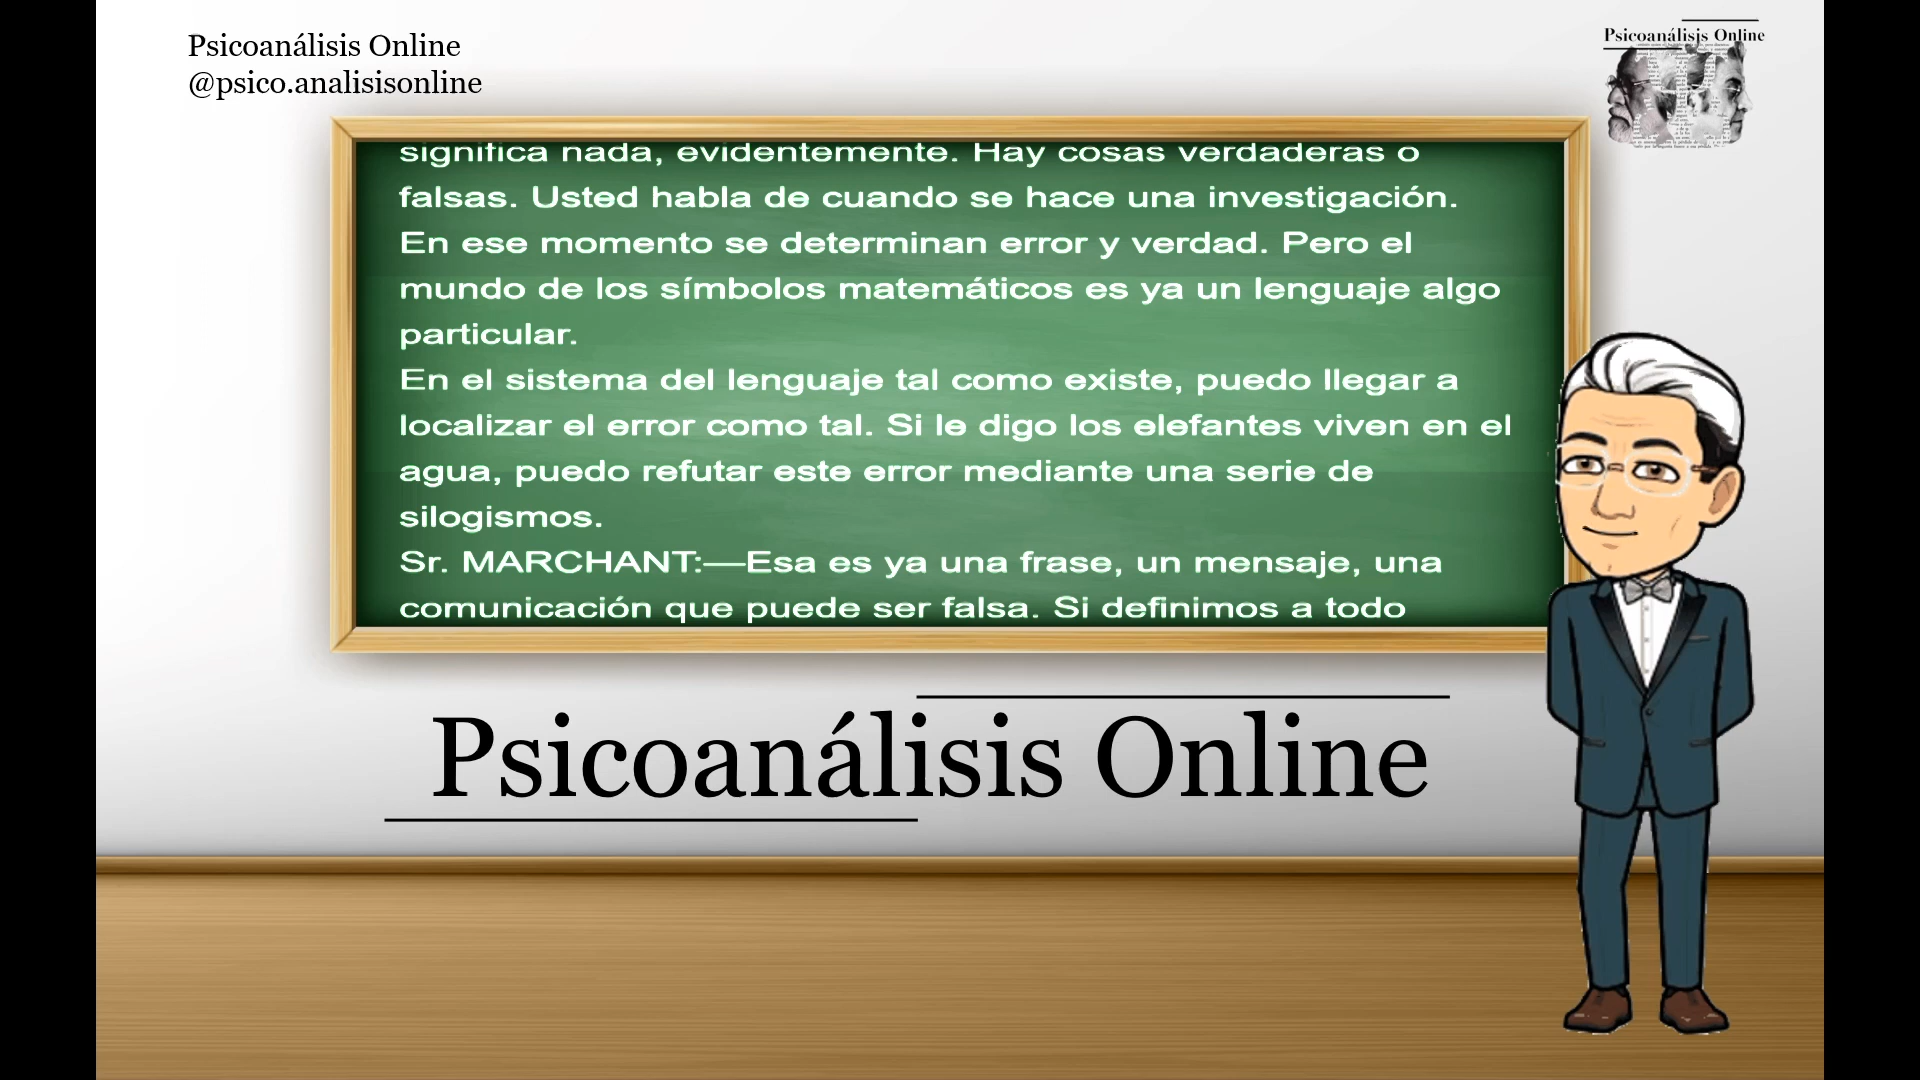 Psicoanálisis Online
@psico.analisisonline
Psicoanálisis Online
significa nada, evidentemente. Hay cosas verdaderas o
falsas. Usted habla de cuando se hace una investigación.
En ese momento se determinan error y verdad. Pero el
mundo de los símbolos matemáticos es ya un lenguaje algo
particular.
En el sistema del lenguaje tal como existe, puedo llegar a
localizar el error como tal. Si le digo los elefantes viven en el
agua, puedo refutar este error mediante una serie de
silogismos.
Sr. MARCHANT:—Esa es ya una frase, un mensaje, una
comunicación que puede ser falsa. Si definimos a todo
Psicoanálisis Online